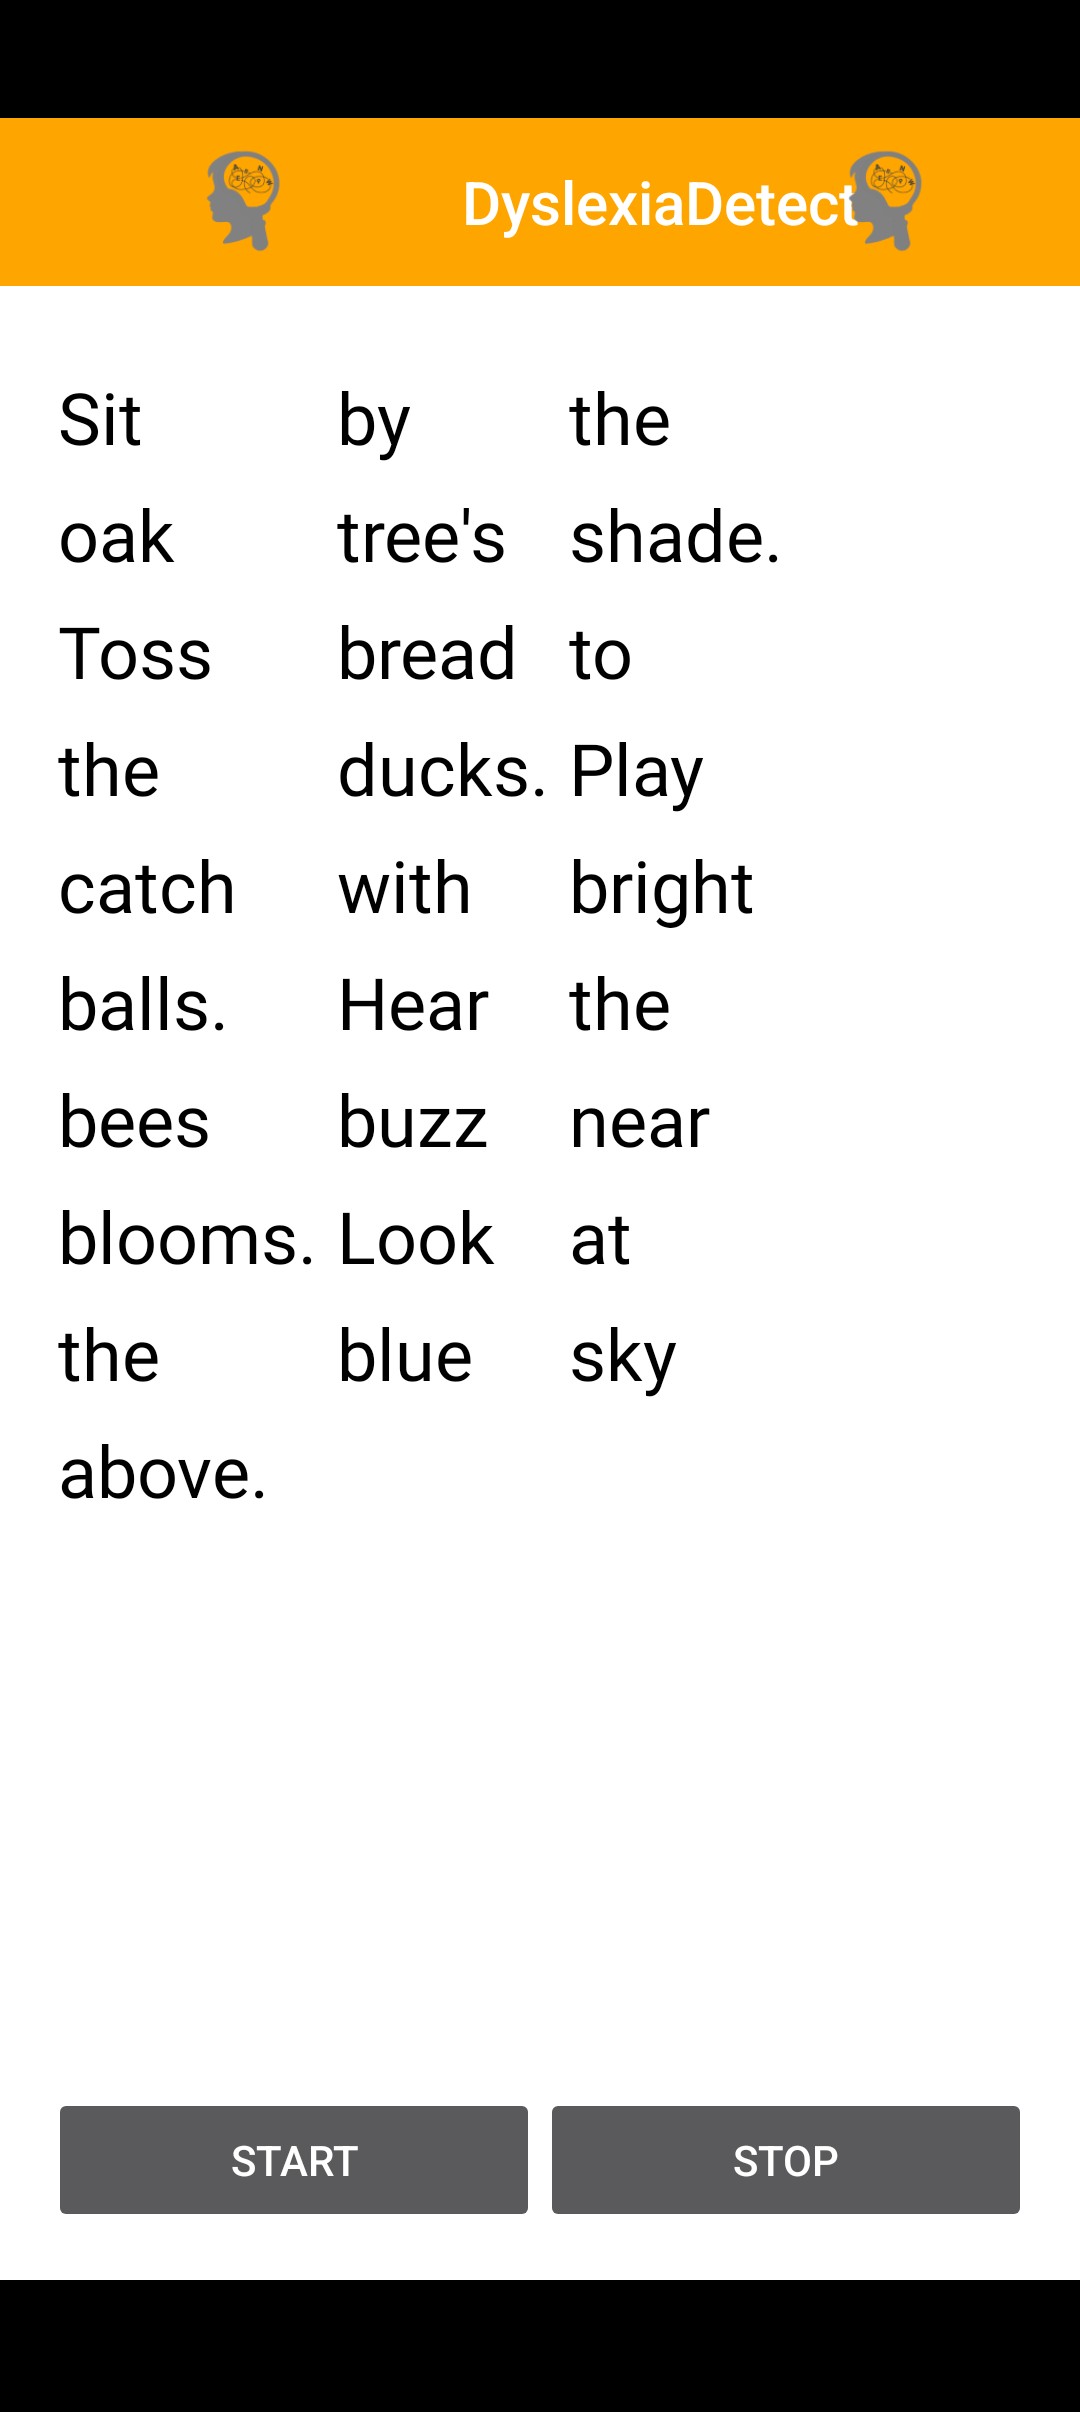 DyslexiaDetect
Sit by the
oak tree's shade.
Toss bread to
the ducks. Play
catch with bright
balls. Hear the
bees buzz near
blooms. Look at
the blue sky
above.
START STOP